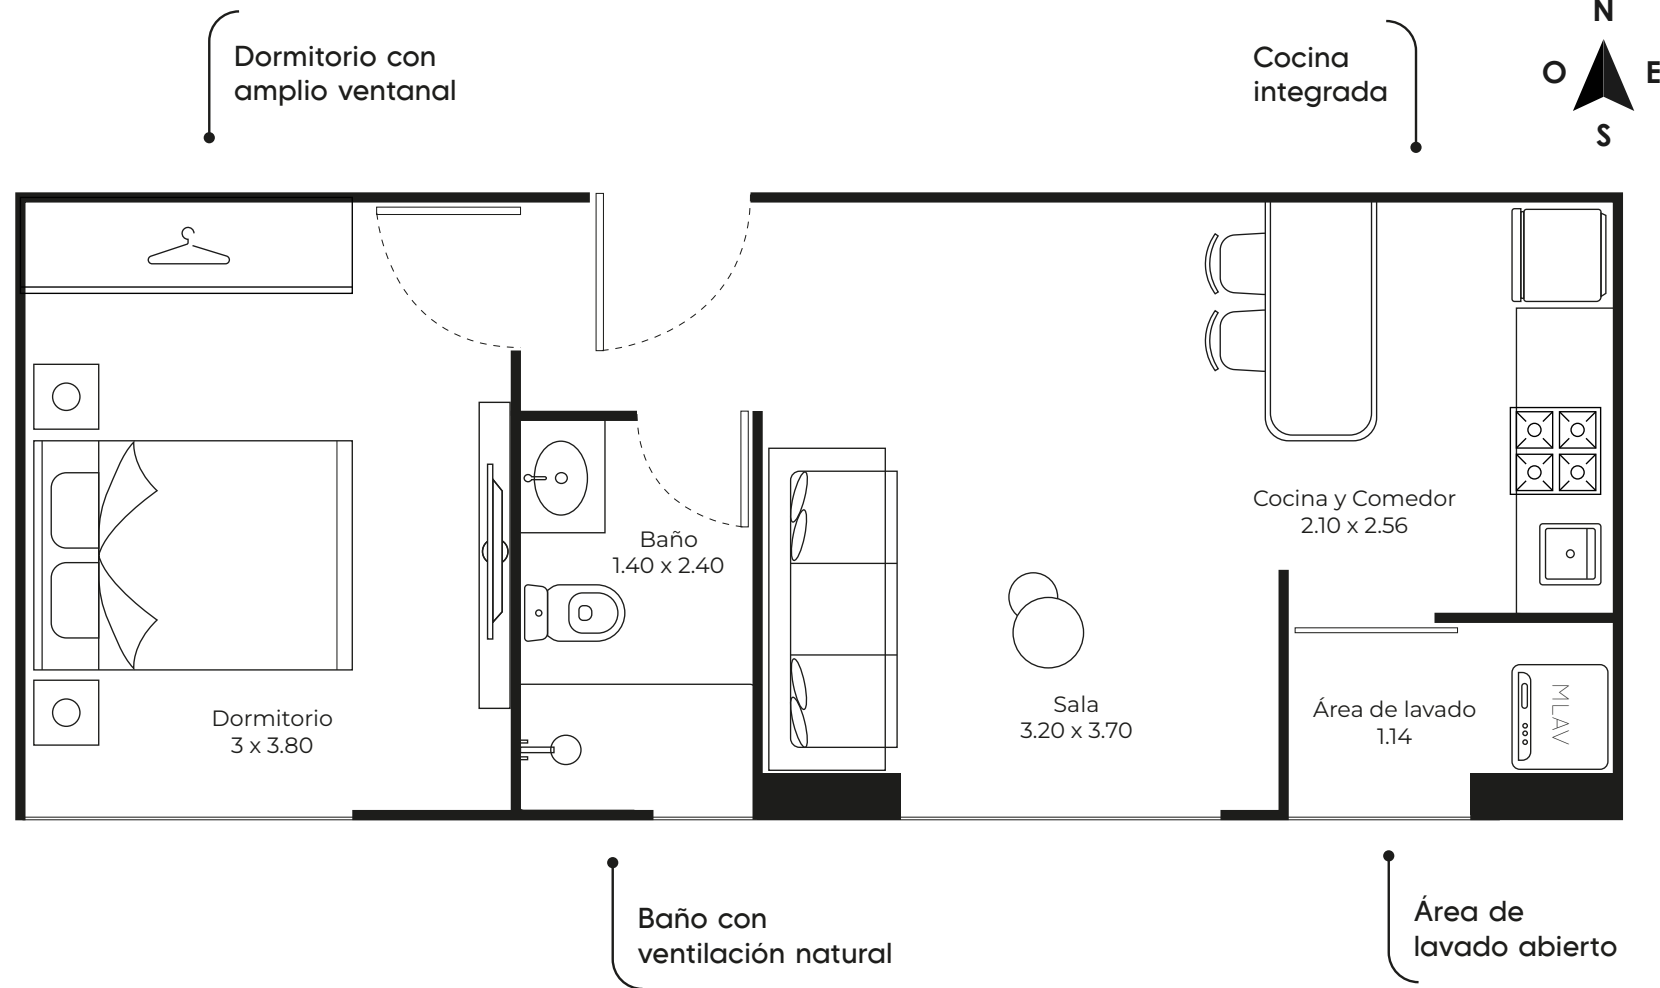 N
Dormitorio con
amplio ventanal
Cocina
integrada
O
E
S
Cocina y Comedor
2.10 x 2.56
Baño
1.40 x 2.40
Dormitorio
3 x 3.80
Sala
3.20 x 3.70
Área de lavado
1.14
MLAV
Baño con
ventilación natural
Área de
lavado abierto